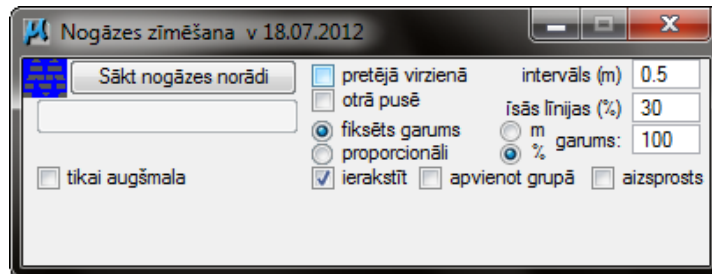 Nogāzes zīmēšana v 18.07.2012
Sākt nogāzes norādi
pretējā virzienā
intervāls (m) 0.5
otrā pusē
īsās līnijas (%) 30
fiksēts garums
m
% garums: 100
proporcionāli
tikai augšmala
ierakstīt
apvienot grupā
aizsprosts